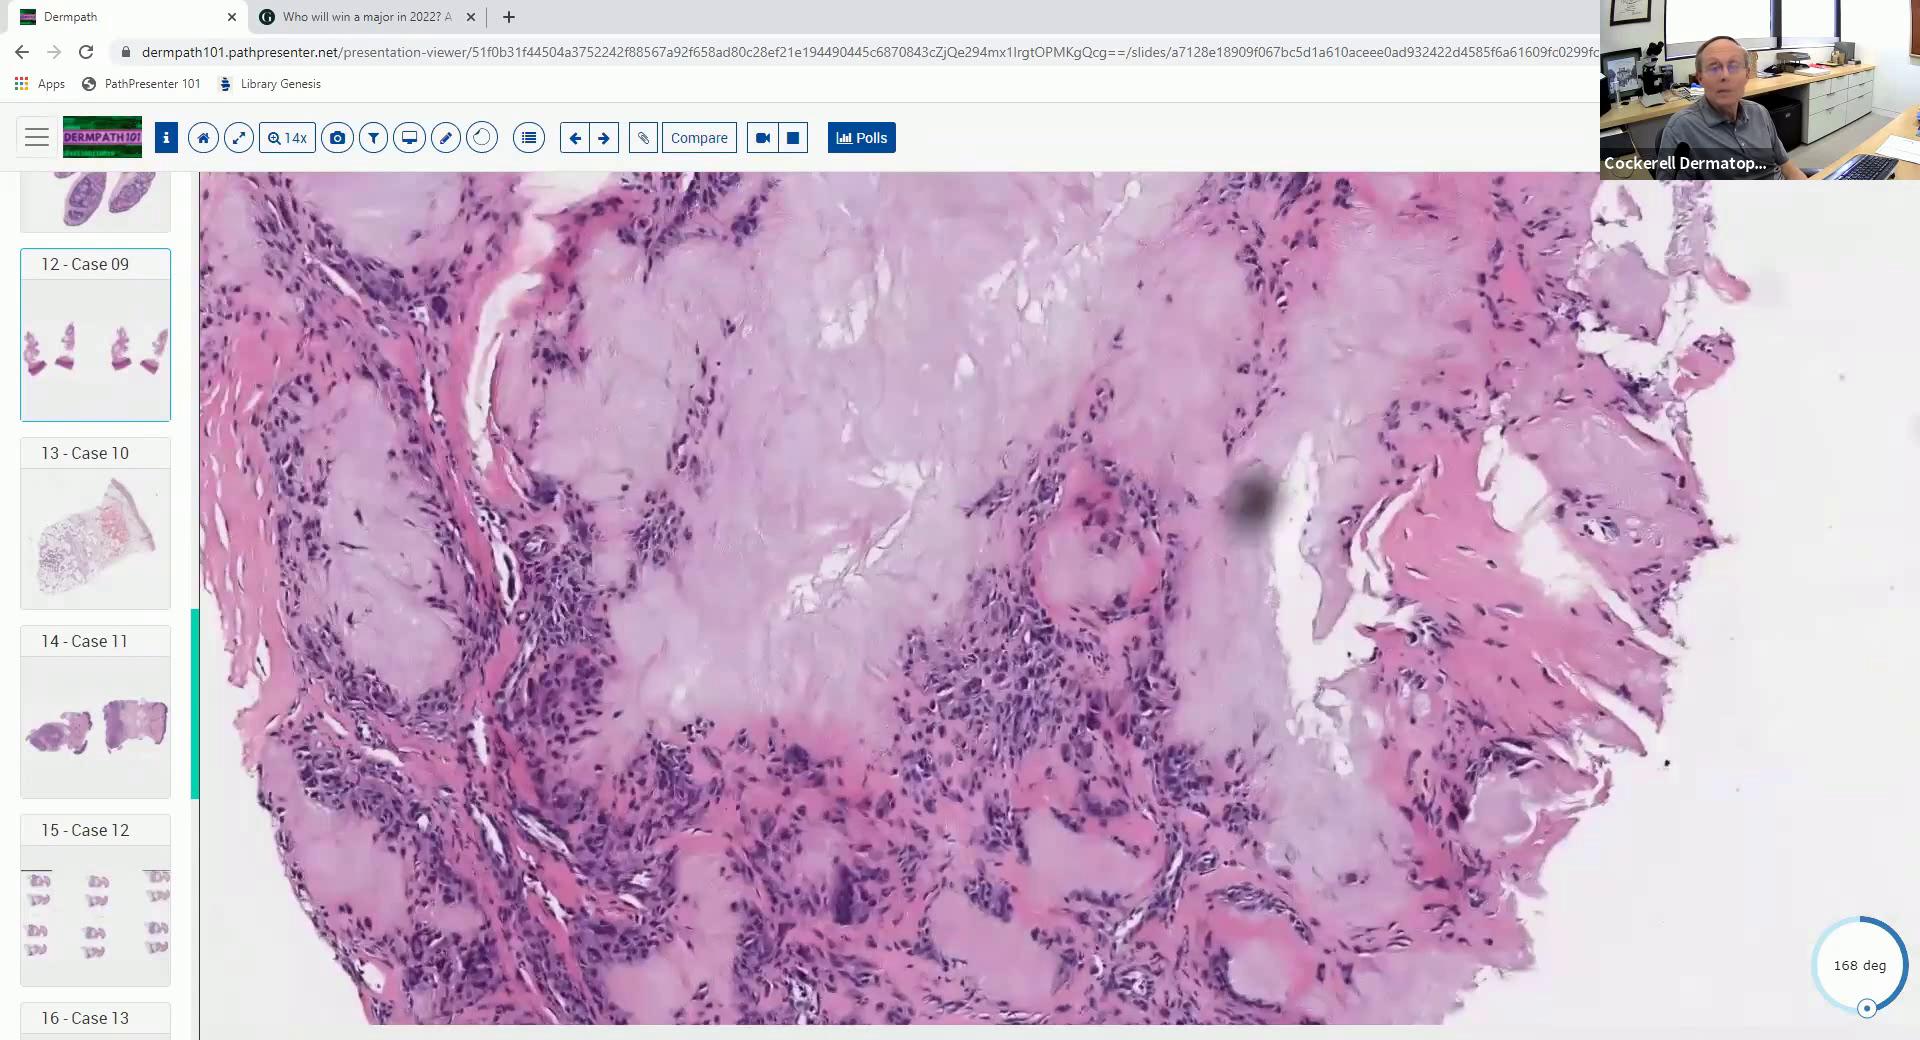 Dermpath
Who will win a major in 2022? A
dermpath101.pathpresenter.net/presentation-viewer/51f0b31f44504a3752242f88567a92f658ad80c28ef21e194490445c6870843cZjQe294mx1lrgtOPMKgQcg==/slides/a7128e18909f067bc5d1a610aceee0ad932422d4585f6a61609fc0299fc
Apps
PathPresenter 101
Library Genesis
DERMPATH 101
14x
Compare
Polls
Cockerell Dermatop...
12 - Case 09
13 - Case 10
14 - Case 11
15 - Case 12
16 - Case 13
168 deg